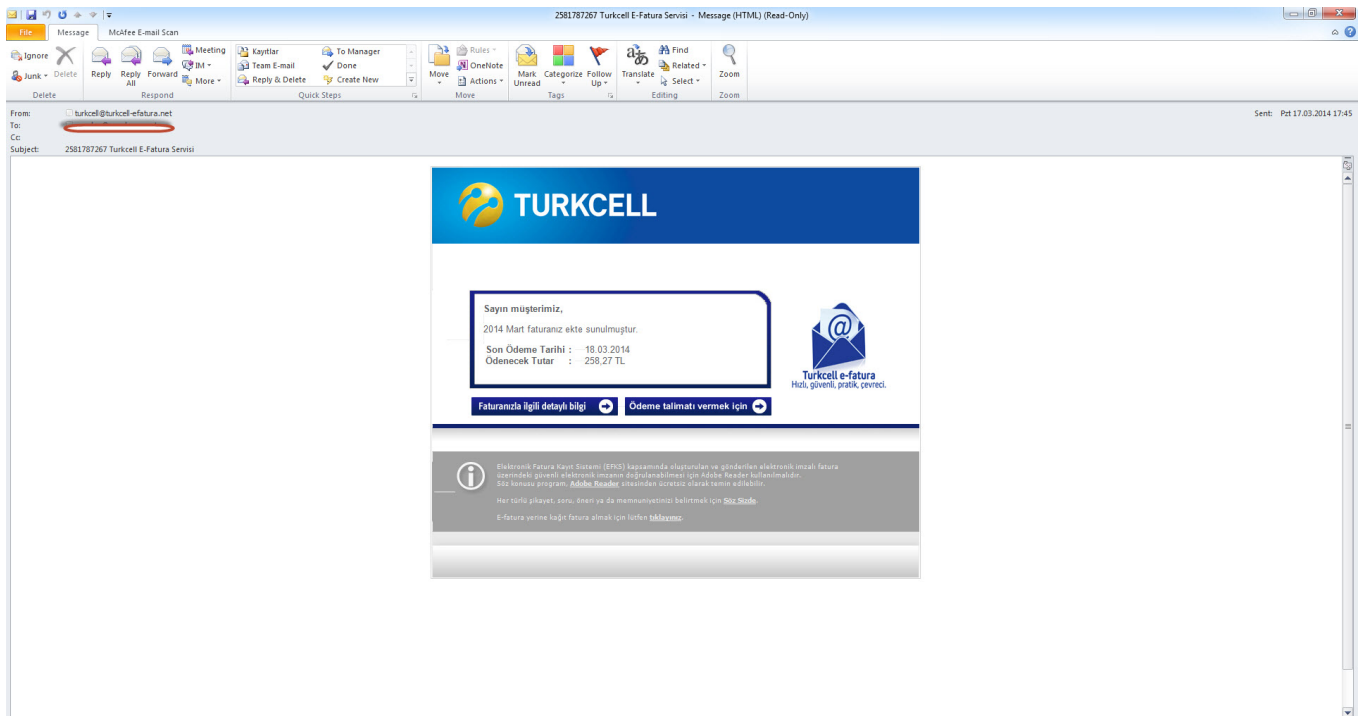 2581787267 Turkcell E-Fatura Servisi - Message (HTML) (Read-Only)
File Message McAfee E-mail Scan
Ignore
Junk
Delete
Reply
Reply All
Forward
Meeting
IM
More
Kayıtlar
Team E-mail
Reply & Delete
To Manager
Done
Create New
Move
Rules
OneNote
Actions
Mark Unread
Categorize
Follow Up
Translate
Find
Related
Select
Zoom
Delete Respond Quick Steps Move Tags Editing Zoom
From: turkcell@turkcell-efatura.net
Sent: Pzt 17.03.2014 17:45
To:
Cc:
Subject: 2581787267 Turkcell E-Fatura Servisi
TURKCELL
Sayın müşterimiz,
2014 Mart faturanız ekte sunulmuştur.
Son Ödeme Tarihi : 18.03.2014
Ödenecek Tutar : 258,27 TL
Turkcell e-fatura
Hızlı, güvenli, pratik, çevreci.
Faturanızla ilgili detaylı bilgi
Ödeme talimatı vermek için
Elektronik Fatura Kayıt Sistemi (EFKS) kapsamında oluşturulan ve gönderilen elektronik imzalı fatura
üzerindeki güvenli elektronik imzanın doğrulanabilmesi için Adobe Reader kullanılmalıdır.
Söz konusu program, Adobe Reader sitesinden ücretsiz olarak temin edilebilir.
Her türlü şikayet, soru, öneri ya da memnuniyetinizi belirtmek için Söz Sizde.
E-fatura yerine kağıt fatura almak için lütfen tıklayınız.